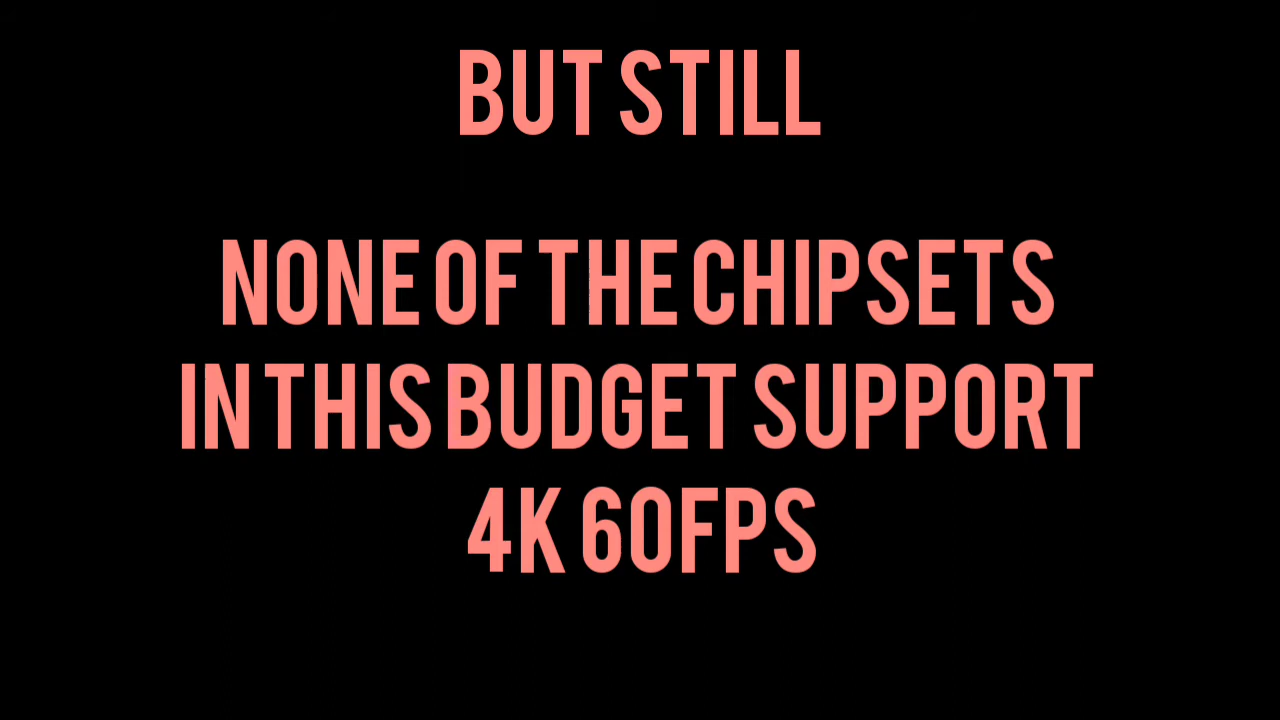 BUT STILL
NONE OF THE CHIPSETS
IN THIS BUDGET SUPPORT
4K 60FPS